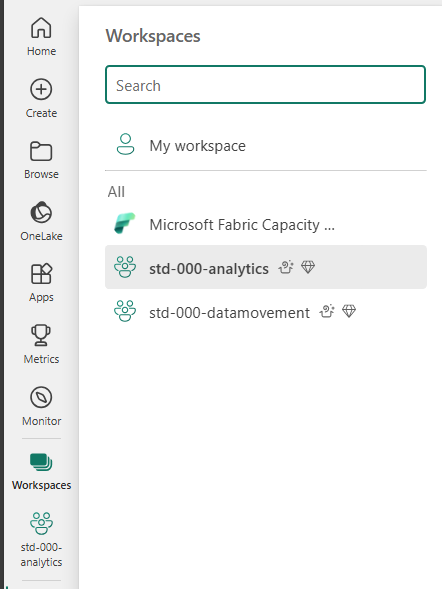 Home
Create
Browse
OneLake
Apps
Metrics
Monitor
Workspaces
std-000-
analytics
Workspaces
Search
My workspace
All
Microsoft Fabric Capacity ...
std-000-analytics
std-000-datamovement